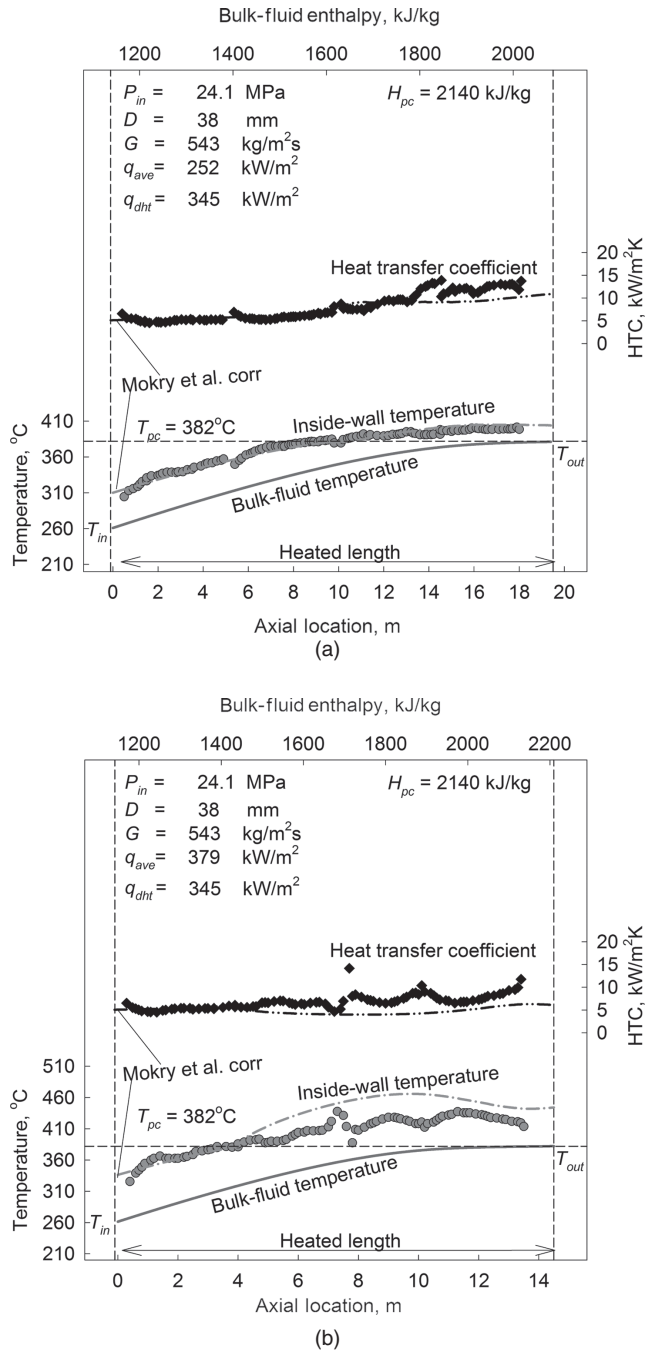 Bulk-fluid enthalpy, kJ/kg
1200 1400 1600 1800 2000
P_in = 24.1 MPa
H_pc = 2140 kJ/kg
D = 38 mm
G = 543 kg/m²s
q_ave = 252 kW/m²
q_dht = 345 kW/m²
Heat transfer coefficient
20
15
10
5
0
HTC, kW/m²K
Mokry et al. corr
T_pc = 382°C
Inside-wall temperature
Bulk-fluid temperature
T_in
T_out
410
360
310
260
210
Temperature, °C
Heated length
0 2 4 6 8 10 12 14 16 18 20
Axial location, m
(a)
Bulk-fluid enthalpy, kJ/kg
1200 1400 1600 1800 2000 2200
P_in = 24.1 MPa
H_pc = 2140 kJ/kg
D = 38 mm
G = 543 kg/m²s
q_ave = 379 kW/m²
q_dht = 345 kW/m²
Heat transfer coefficient
20
15
10
5
0
HTC, kW/m²K
Mokry et al. corr
T_pc = 382°C
Inside-wall temperature
Bulk-fluid temperature
T_in
T_out
510
460
410
360
310
260
210
Temperature, °C
Heated length
0 2 4 6 8 10 12 14
Axial location, m
(b)